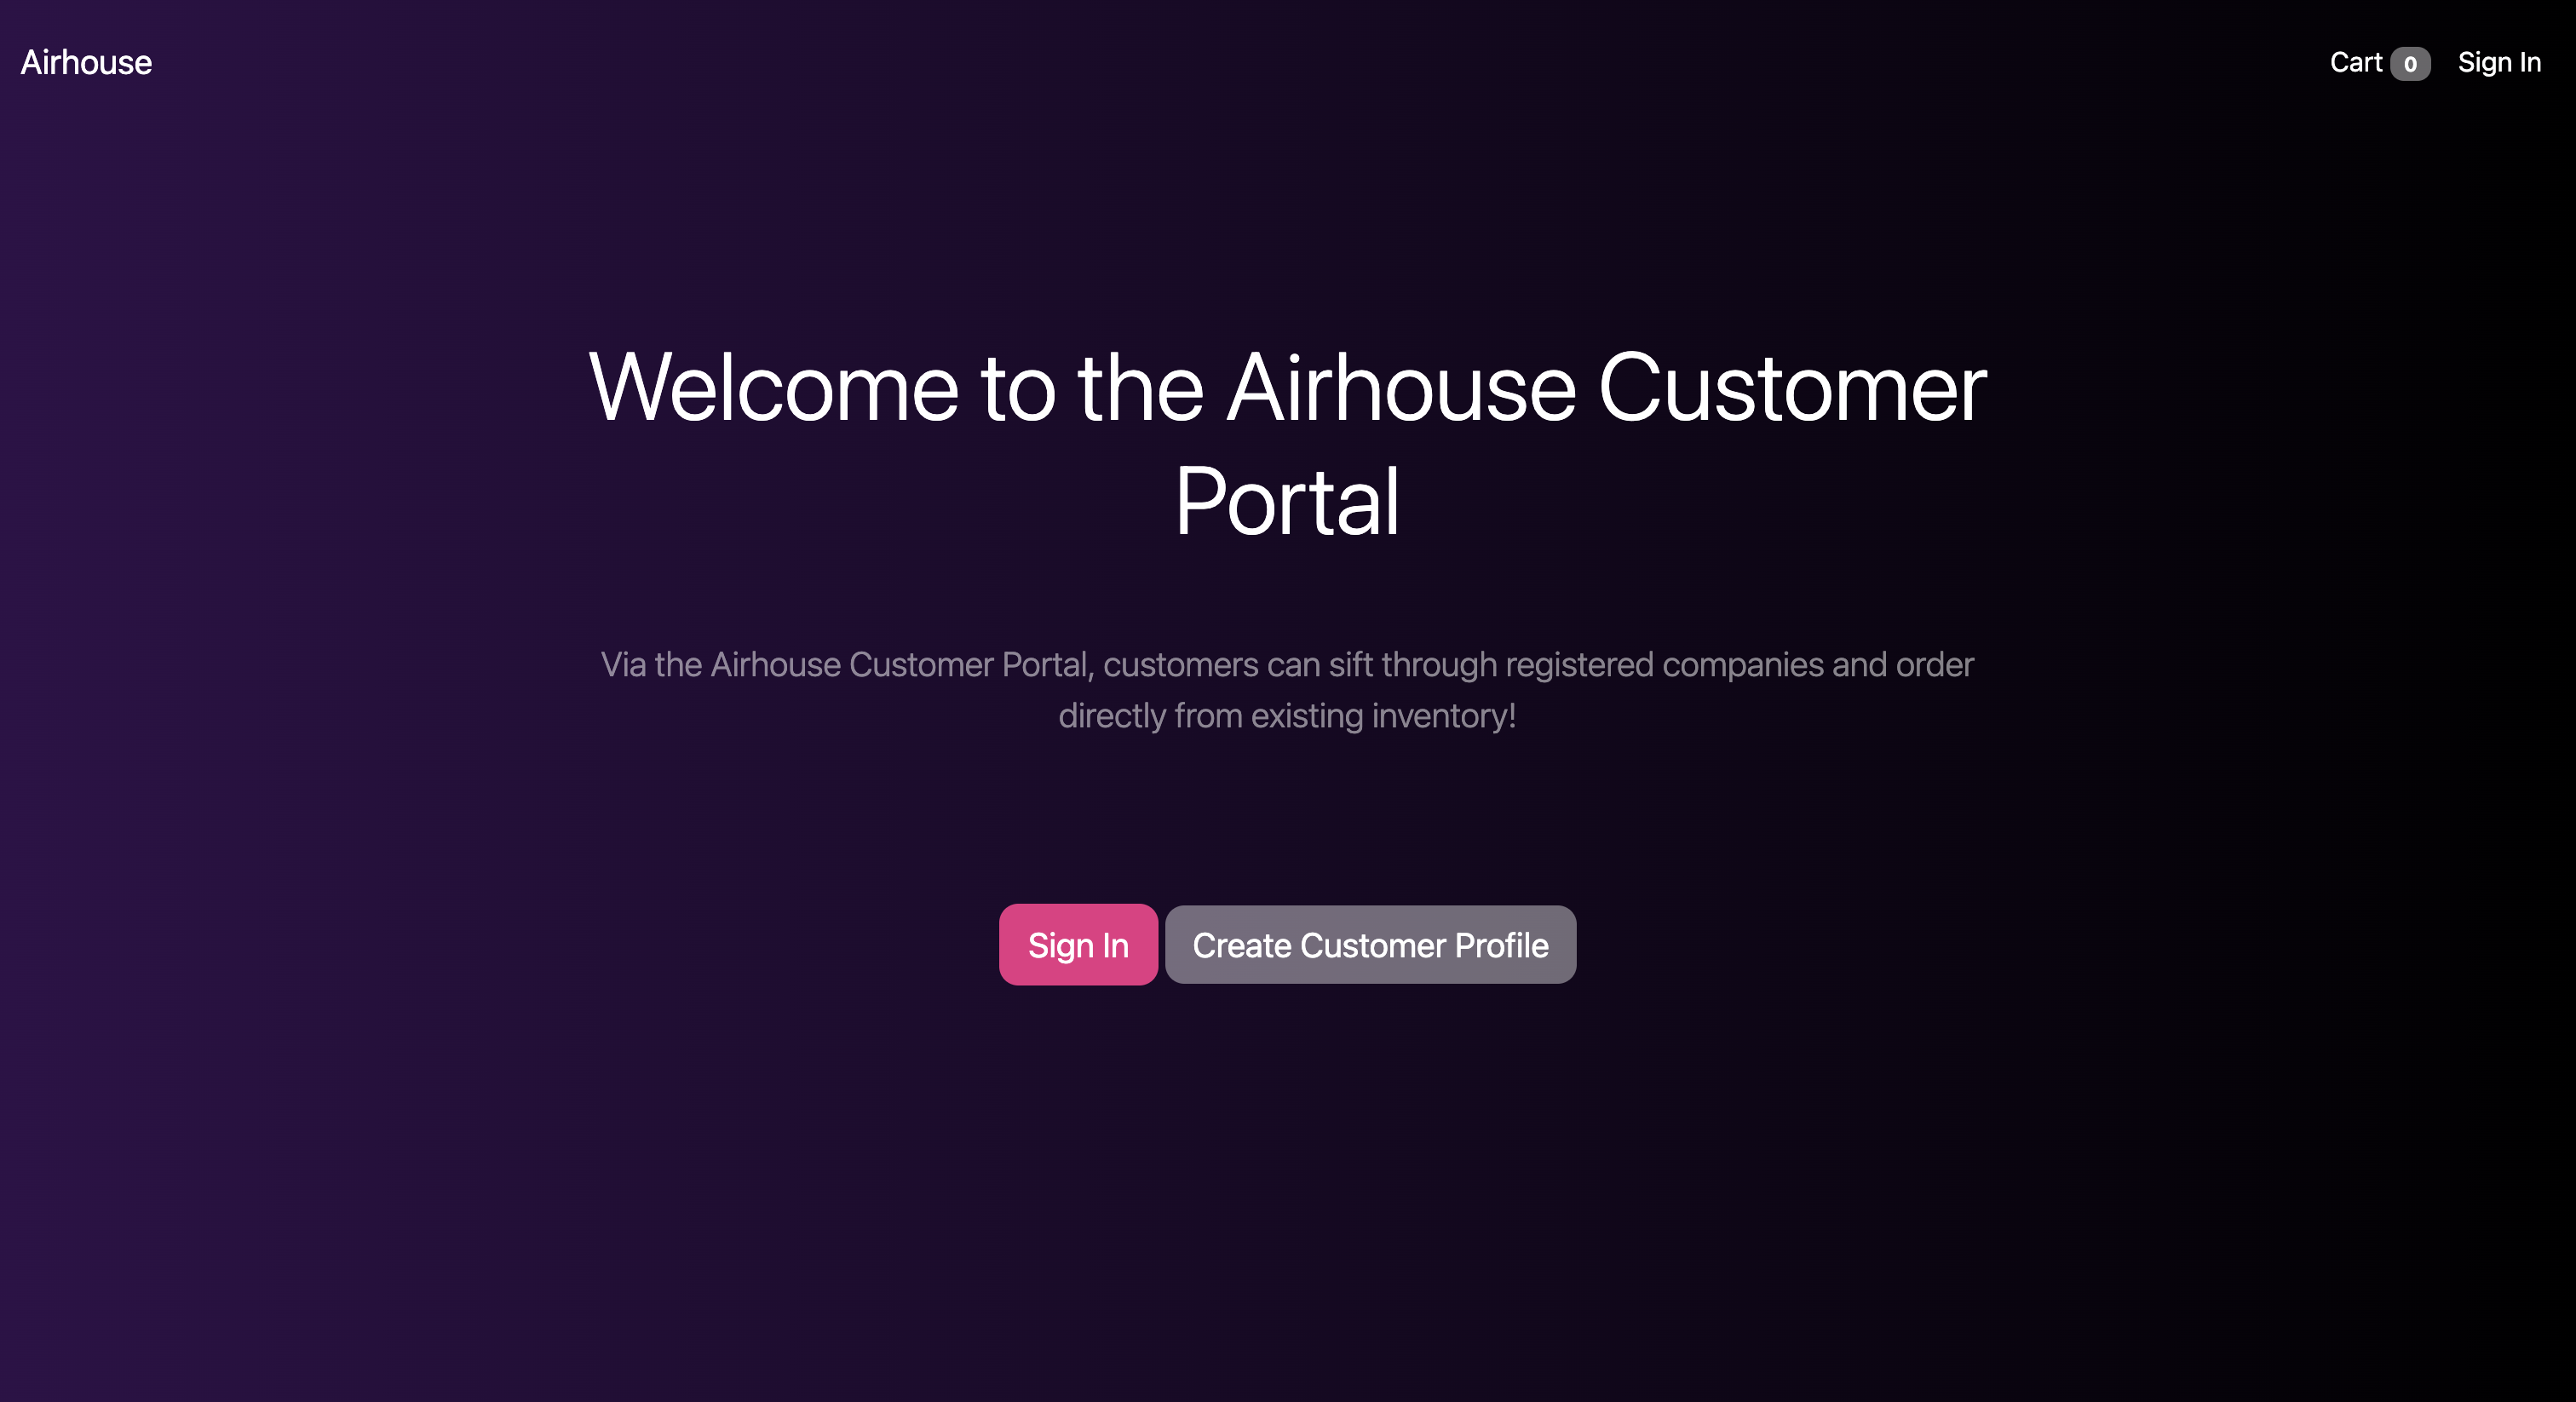 Airhouse
Cart 0 Sign In
Welcome to the Airhouse Customer
Portal
Via the Airhouse Customer Portal, customers can sift through registered companies and order
directly from existing inventory!
Sign In Create Customer Profile